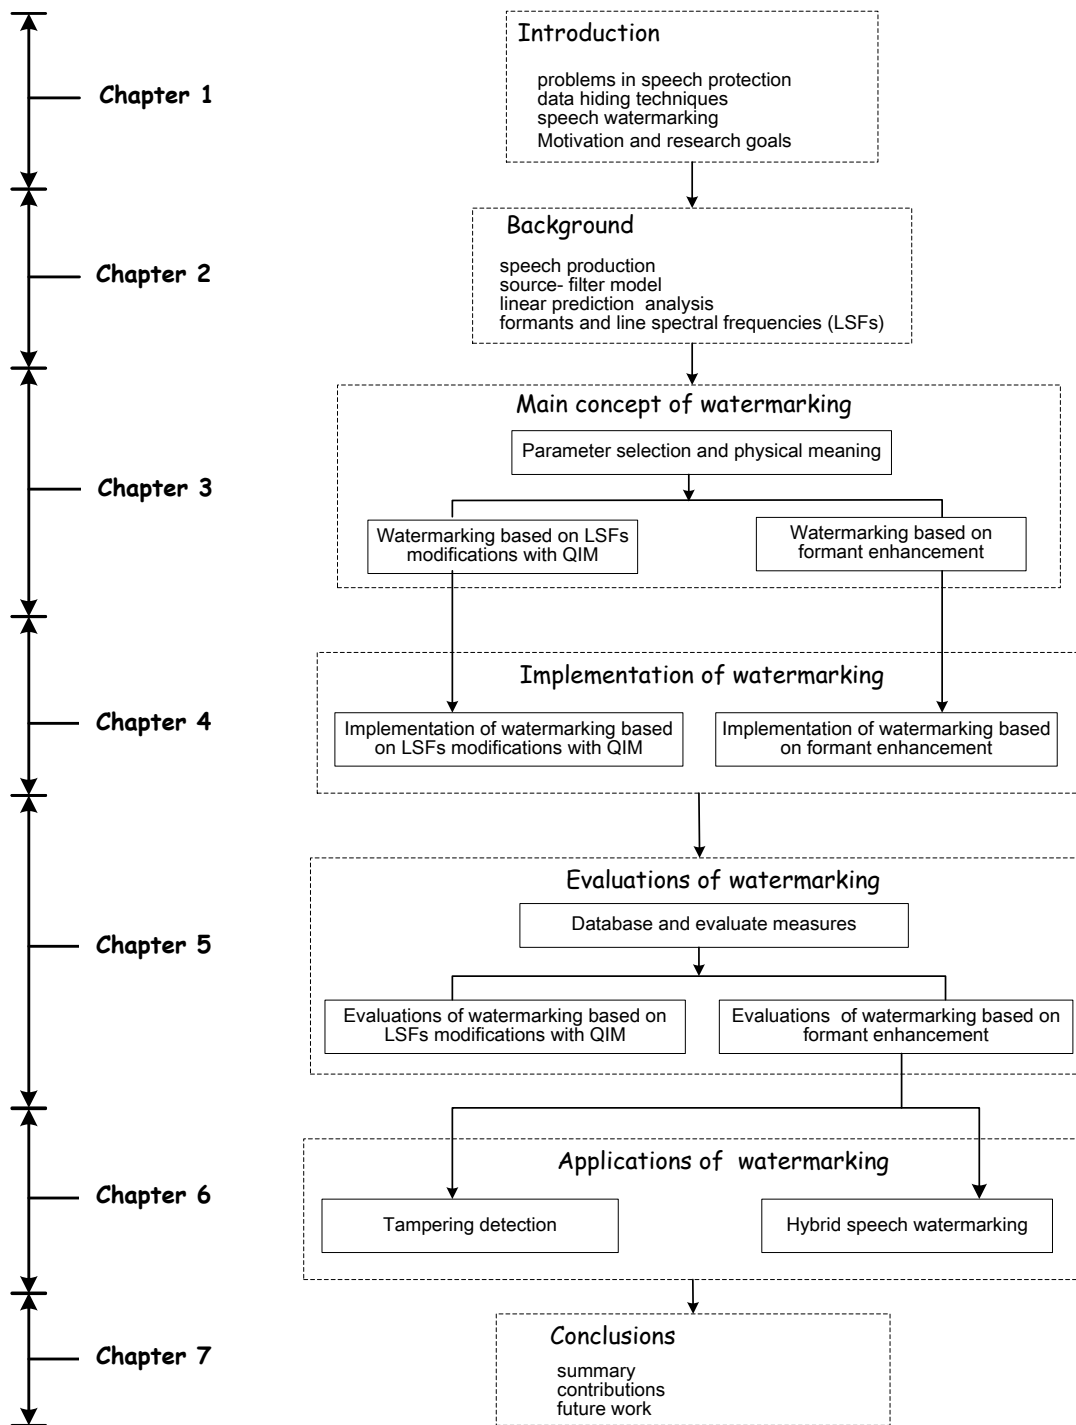 Introduction
Chapter 1
problems in speech protection
data hiding techniques
speech watermarking
Motivation and research goals
Background
Chapter 2
speech production
source- filter model
linear prediction analysis
formants and line spectral frequencies (LSFs)
Main concept of watermarking
Parameter selection and physical meaning
Chapter 3
Watermarking based on LSFs
modifications with QIM
Watermarking based on
formant enhancement
Implementation of watermarking
Chapter 4
Implementation of watermarking based
on LSFs modifications with QIM
Implementation of watermarking based
on formant enhancement
Evaluations of watermarking
Database and evaluate measures
Chapter 5
Evaluations of watermarking based on
LSFs modifications with QIM
Evaluations of watermarking based on
formant enhancement
Applications of watermarking
Chapter 6
Tampering detection
Hybrid speech watermarking
Conclusions
Chapter 7
summary
contributions
future work